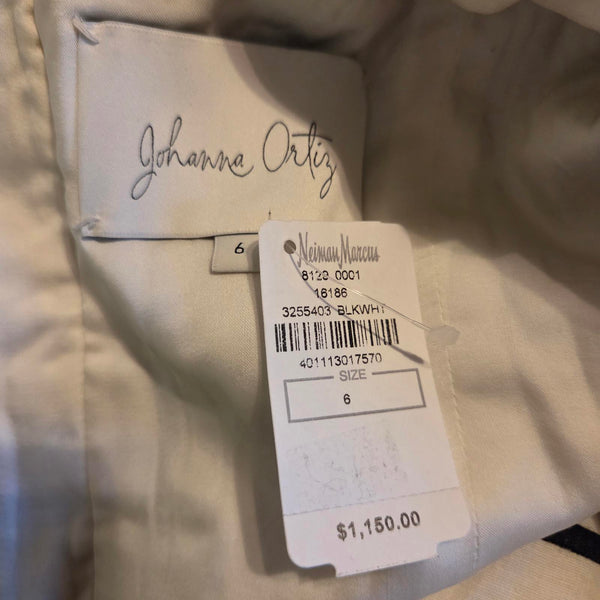 Johanna Ortiz
6
Neiman Marcus
8129 0001
16186
3255403 BLKWHT
401113017570
SIZE
6
$1,150.00